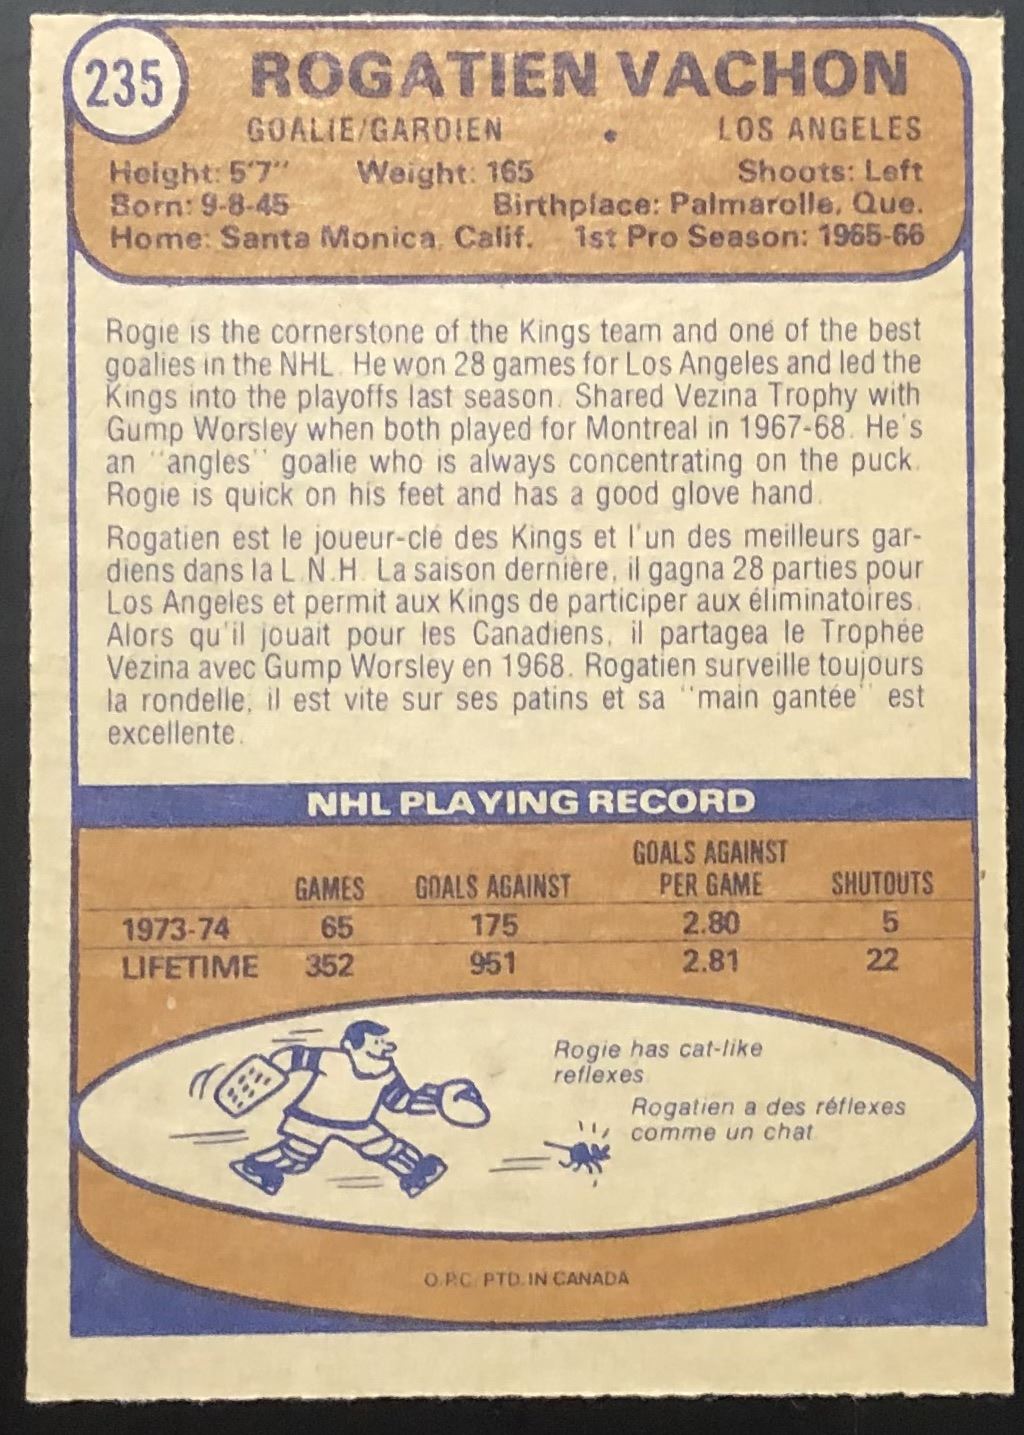 235
ROGATIEN VACHON
GOALIE/GARDIEN • LOS ANGELES
Height: 5'7" Weight: 165 Shoots: Left
Born: 9-8-45 Birthplace: Palmarolle, Que.
Home: Santa Monica, Calif. 1st Pro Season: 1965-66
Rogie is the cornerstone of the Kings team and one of the best
goalies in the NHL. He won 28 games for Los Angeles and led the
Kings into the playoffs last season. Shared Vezina Trophy with
Gump Worsley when both played for Montreal in 1967-68. He's
an "angles" goalie who is always concentrating on the puck.
Rogie is quick on his feet and has a good glove hand.
Rogatien est le joueur-clé des Kings et l'un des meilleurs gar-
diens dans la L.N.H. La saison dernière, il gagna 28 parties pour
Los Angeles et permit aux Kings de participer aux éliminatoires.
Alors qu'il jouait pour les Canadiens, il partagea le Trophée
Vézina avec Gump Worsley en 1968. Rogatien surveille toujours
la rondelle, il est vite sur ses patins et sa "main gantée" est
excellente.
NHL PLAYING RECORD
GAMES GOALS AGAINST GOALS AGAINST PER GAME SHUTOUTS
1973-74 65 175 2.80 5
LIFETIME 352 951 2.81 22
Rogie has cat-like
reflexes
Rogatien a des réflexes
comme un chat
O.P.C. PTD. IN CANADA